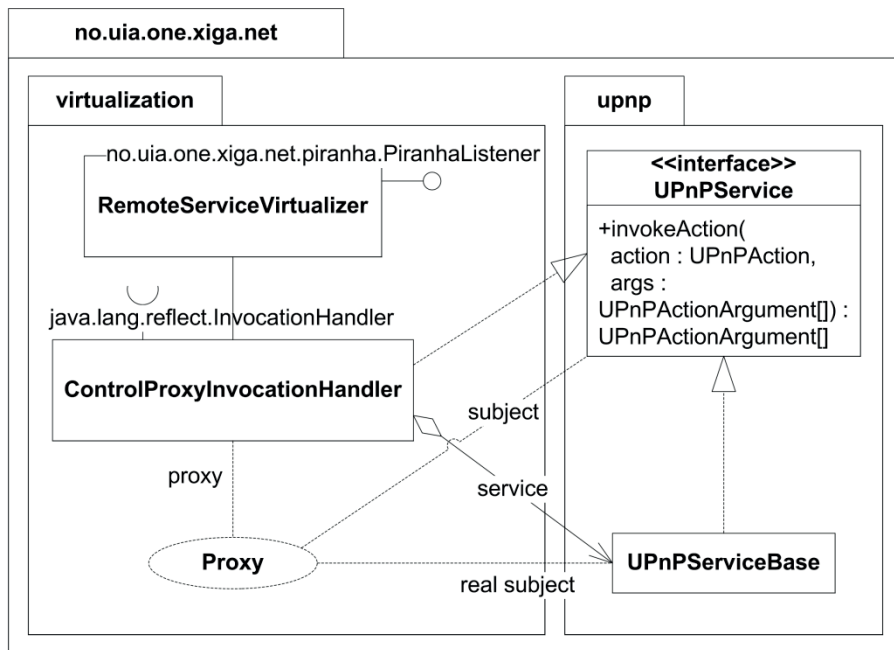 no.uia.one.xiga.net
virtualization
upnp
no.uia.one.xiga.net.piranha.PiranhaListener
RemoteServiceVirtualizer
<<interface>>
UPnPService
+invokeAction(
action : UPnPAction,
args :
UPnPActionArgument[]) :
UPnPActionArgument[]
java.lang.reflect.InvocationHandler
ControlProxyInvocationHandler
subject
proxy
service
Proxy
real subject
UPnPServiceBase